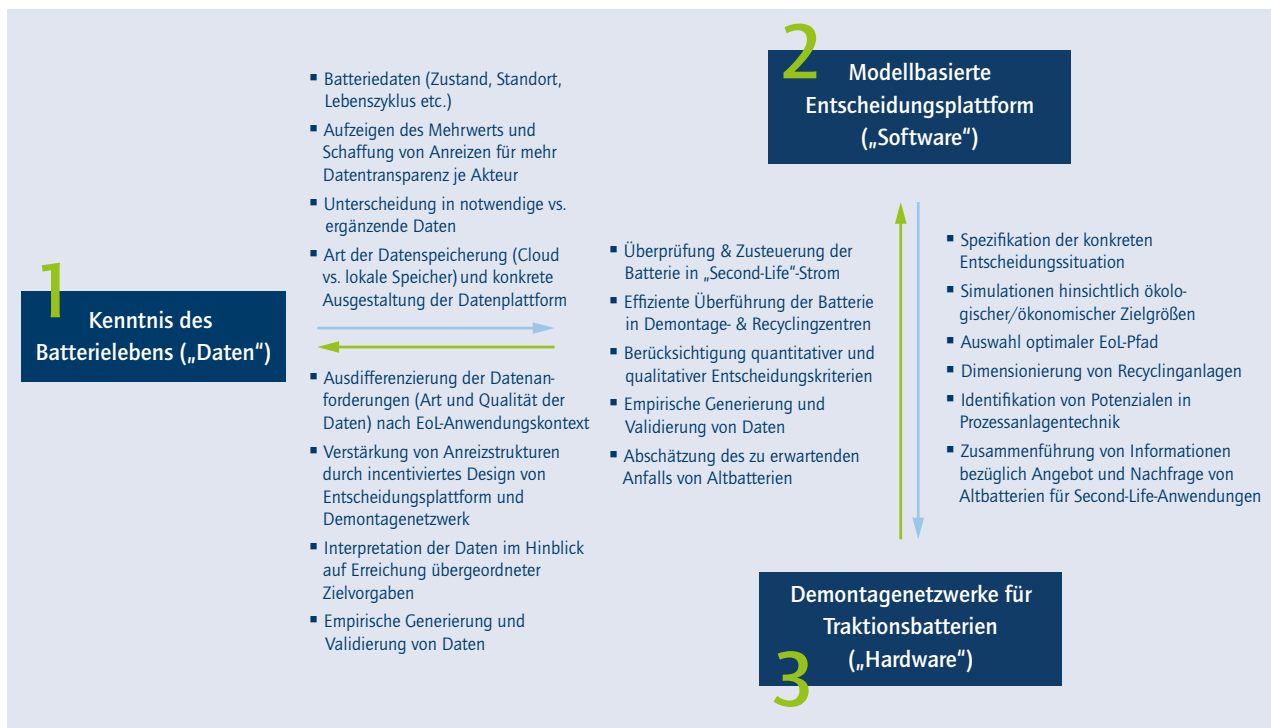 1
Kenntnis des
Batterielebens („Daten“)
▪ Batteriedaten (Zustand, Standort,
Lebenszyklus etc.)
▪ Aufzeigen des Mehrwerts und
Schaffung von Anreizen für mehr
Datentransparenz je Akteur
▪ Unterscheidung in notwendige vs.
ergänzende Daten
▪ Art der Datenspeicherung (Cloud
vs. lokale Speicher) und konkrete
Ausgestaltung der Datenplattform
▪ Ausdifferenzierung der Datenan-
forderungen (Art und Qualität der
Daten) nach EoL-Anwendungskontext
▪ Verstärkung von Anreizstrukturen
durch incentiviertes Design von
Entscheidungsplattform und
Demontagenetzwerk
▪ Interpretation der Daten im Hinblick
auf Erreichung übergeordneter
Zielvorgaben
▪ Empirische Generierung und
Validierung von Daten
2
Modellbasierte
Entscheidungsplattform
(„Software“)
▪ Überprüfung & Zusteuerung der
Batterie in „Second-Life“-Strom
▪ Effiziente Überführung der Batterie
in Demontage- & Recyclingzentren
▪ Berücksichtigung quantitativer und
qualitativer Entscheidungskriterien
▪ Empirische Generierung und
Validierung von Daten
▪ Abschätzung des zu erwartenden
Anfalls von Altbatterien
▪ Spezifikation der konkreten
Entscheidungssituation
▪ Simulationen hinsichtlich ökolo-
gischer/ökonomischer Zielgrößen
▪ Auswahl optimaler EoL-Pfad
▪ Dimensionierung von Recyclinganlagen
▪ Identifikation von Potenzialen in
Prozessanlagentechnik
▪ Zusammenführung von Informationen
bezüglich Angebot und Nachfrage von
Altbatterien für Second-Life-Anwendungen
Demontagenetzwerke für
Traktionsbatterien
(„Hardware“)
3